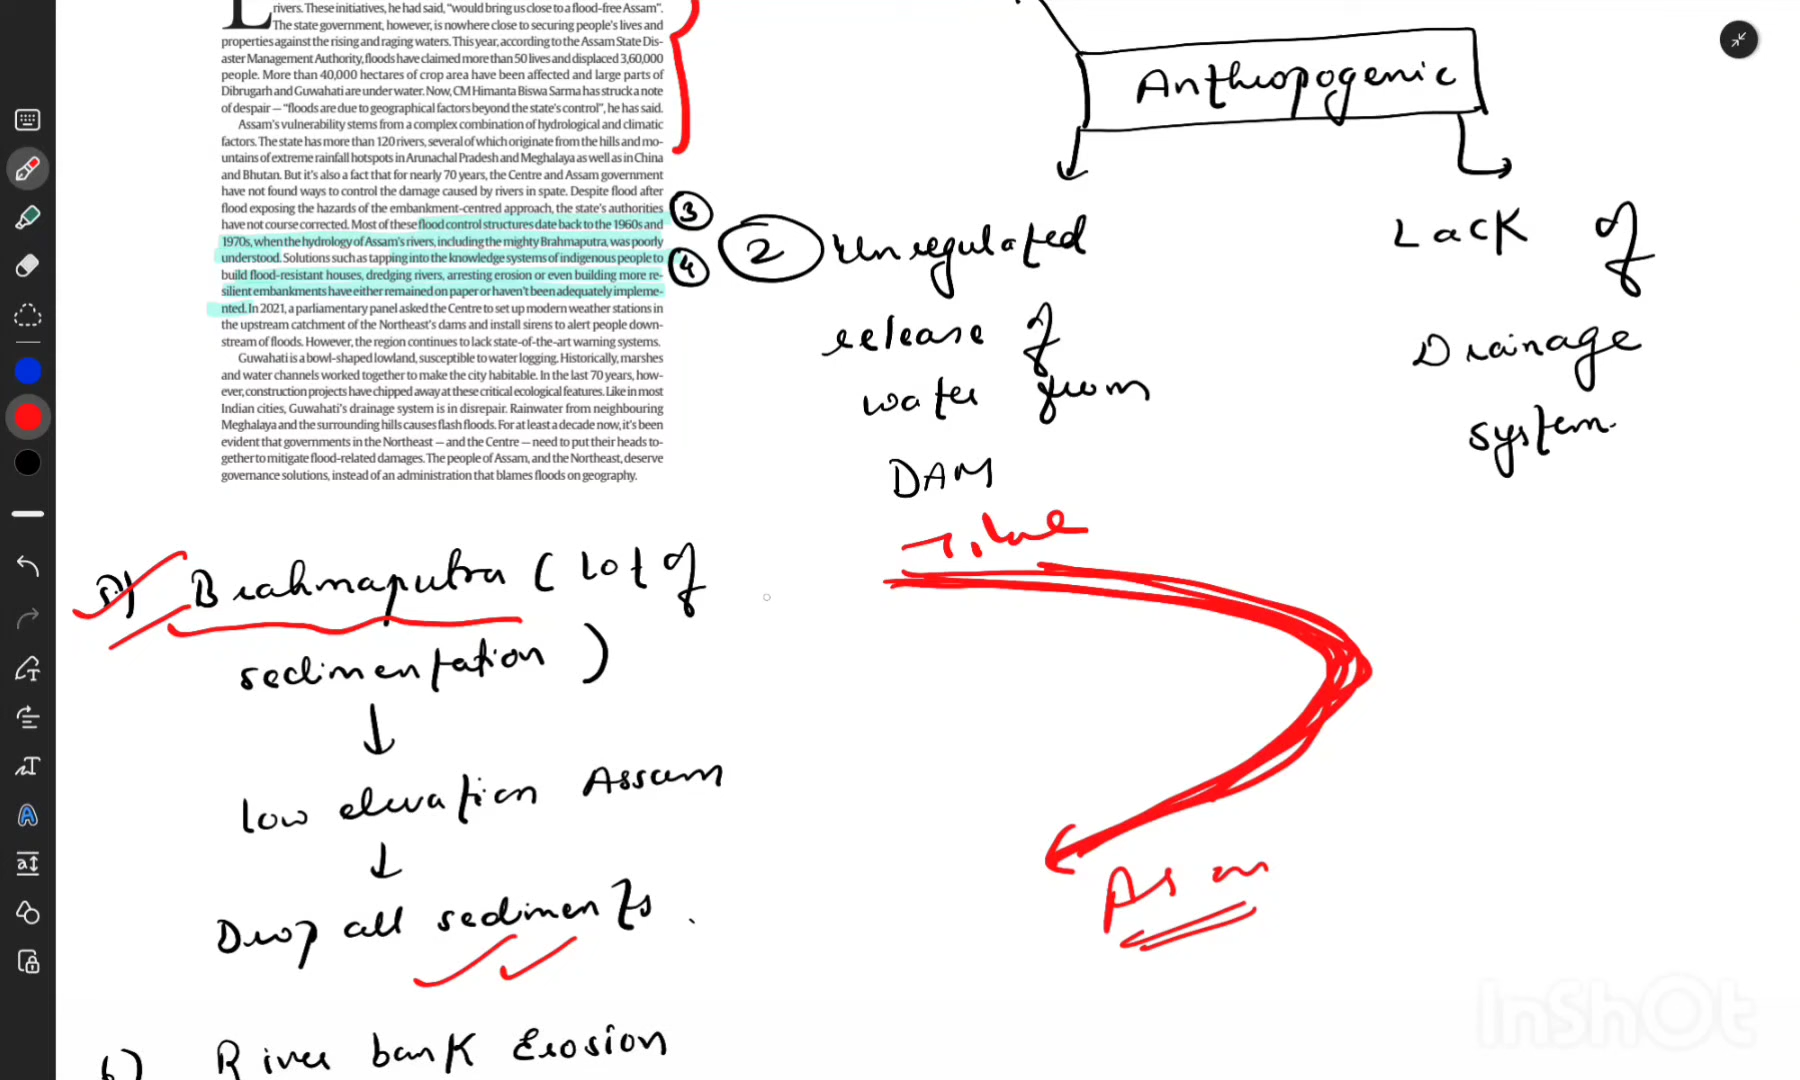 rivers. These initiatives, he had said, "would bring us close to a flood-free Assam".
The state government, however, is nowhere close to securing people's lives and
properties against the rising and raging waters. This year, according to the Assam State Dis-
aster Management Authority, floods have claimed more than 50 lives and displaced 3,60,000
people. More than 40,000 hectares of crop area have been affected and large parts of
Dibrugarh and Guwahati are under water. Now, CM Himanta Biswa Sarma has struck a note
of despair — "floods are due to geographical factors beyond the state's control", he has said.
Assam's vulnerability stems from a complex combination of hydrological and climatic
factors. The state has more than 120 rivers, several of which originate from the hills and mo-
untains of extreme rainfall hotspots in Arunachal Pradesh and Meghalaya as well as in China
and Bhutan. But it's also a fact that for nearly 70 years, the Centre and Assam government
have not found ways to control the damage caused by rivers in spate. Despite flood after
flood exposing the hazards of the embankment-centred approach, the state's authorities
have not course corrected. Most of these flood control structures date back to the 1960s and
1970s, when the hydrology of Assam's rivers, including the mighty Brahmaputra, was poorly
understood. Solutions such as tapping into the knowledge systems of indigenous people to
build flood-resistant houses, dredging rivers, arresting erosion or even building more re-
silient embankments have either remained on paper or haven't been adequately impleme-
nted. In 2021, a parliamentary panel asked the Centre to set up modern weather stations in
the upstream catchment of the Northeast's dams and install sirens to alert people down-
stream of floods. However, the region continues to lack state-of-the-art warning systems.
Guwahati is a bowl-shaped lowland, susceptible to water logging. Historically, marshes
and water channels worked together to make the city habitable. In the last 70 years, how-
ever, construction projects have chipped away at these critical ecological features. Like in most
Indian cities, Guwahati's drainage system is in disrepair. Rainwater from neighbouring
Meghalaya and the surrounding hills causes flash floods. For at least a decade now, it's been
evident that governments in the Northeast — and the Centre — need to put their heads to-
gether to mitigate flood-related damages. The people of Assam, and the Northeast, deserve
governance solutions, instead of an administration that blames floods on geography.
3
4
Anthropogenic
2 Unregulated
release of
water from
DAM
Lack of
Drainage
system.
a) Brahmaputra (Lot of
sedimentation)
↓
low elevation Assam
↓
Drop all sediments.
b) River bank Erosion
InShOt